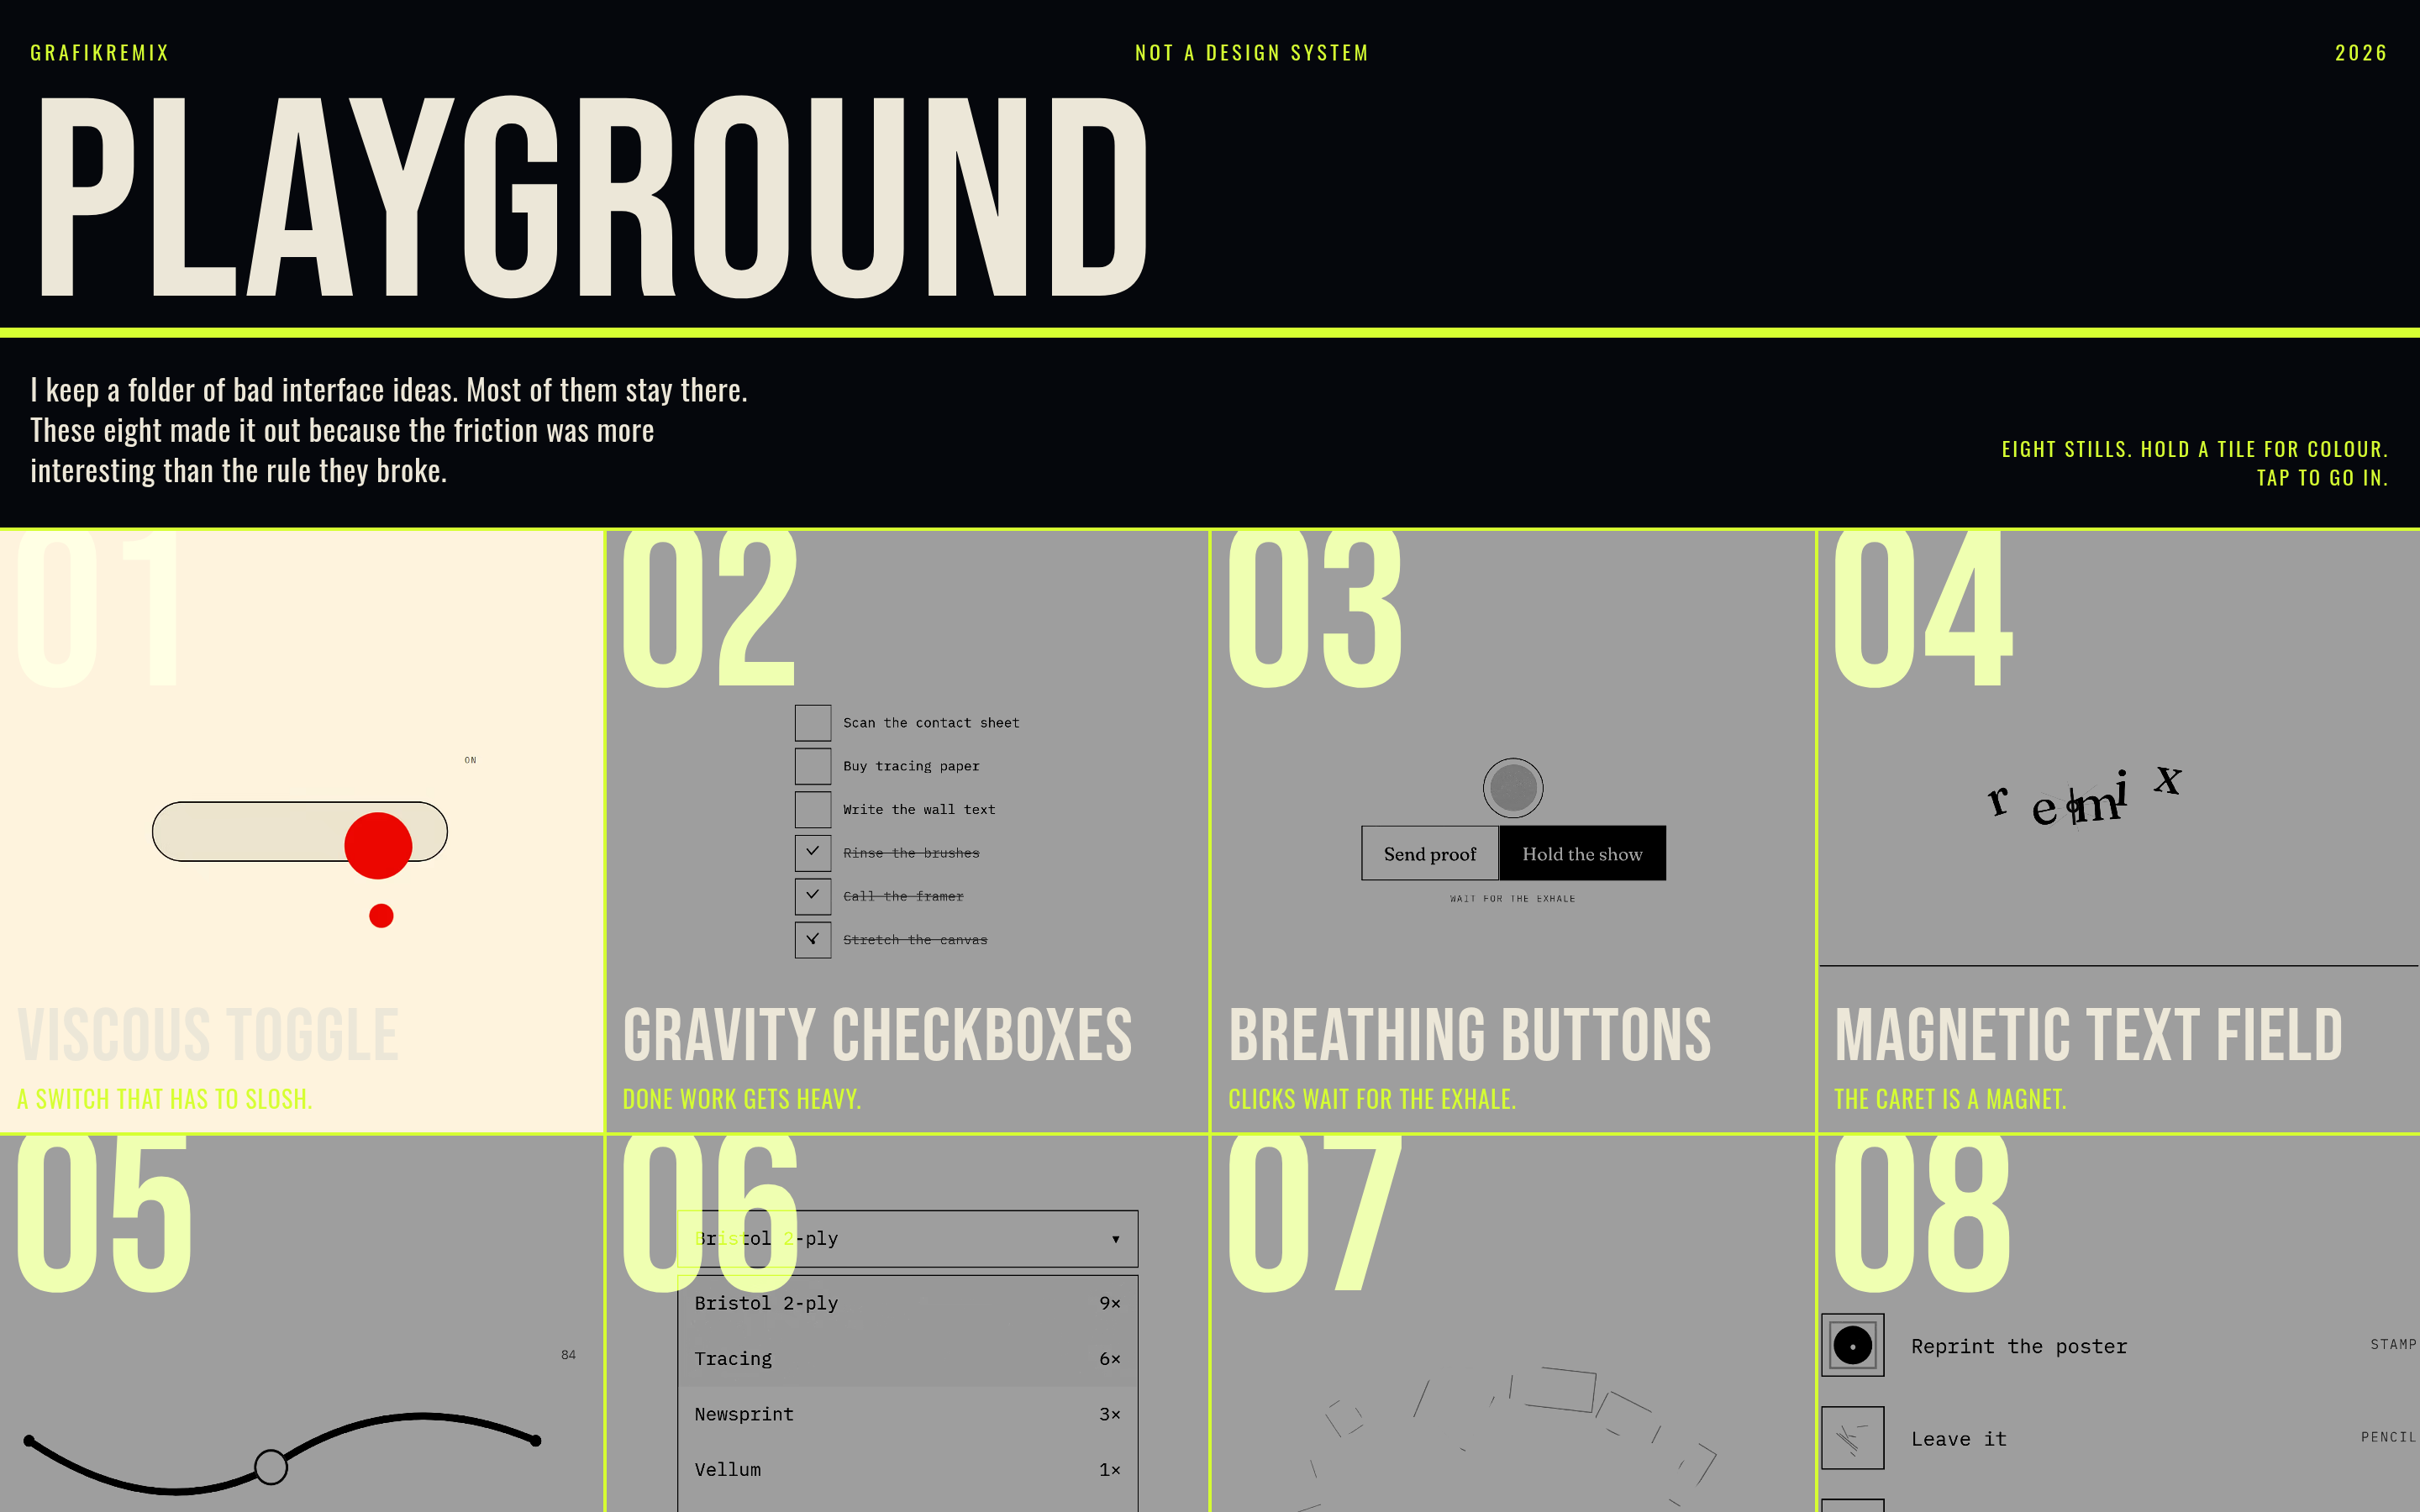 GRAFIKREMIX
NOT A DESIGN SYSTEM
2026
PLAYGROUND
I keep a folder of bad interface ideas. Most of them stay there.
These eight made it out because the friction was more
interesting than the rule they broke.
EIGHT STILLS. HOLD A TILE FOR COLOUR.
TAP TO GO IN.
01
ON
VISCOUS TOGGLE
A SWITCH THAT HAS TO SLOSH.
02
Scan the contact sheet
Buy tracing paper
Write the wall text
Rinse the brushes
Call the framer
Stretch the canvas
GRAVITY CHECKBOXES
DONE WORK GETS HEAVY.
03
Send proof
Hold the show
WAIT FOR THE EXHALE
BREATHING BUTTONS
CLICKS WAIT FOR THE EXHALE.
04
remix
MAGNETIC TEXT FIELD
THE CARET IS A MAGNET.
05
84
06
Bristol 2-ply
Bristol 2-ply 9×
Tracing 6×
Newsprint 3×
Vellum 1×
07
08
Reprint the poster STAMP
Leave it PENCIL